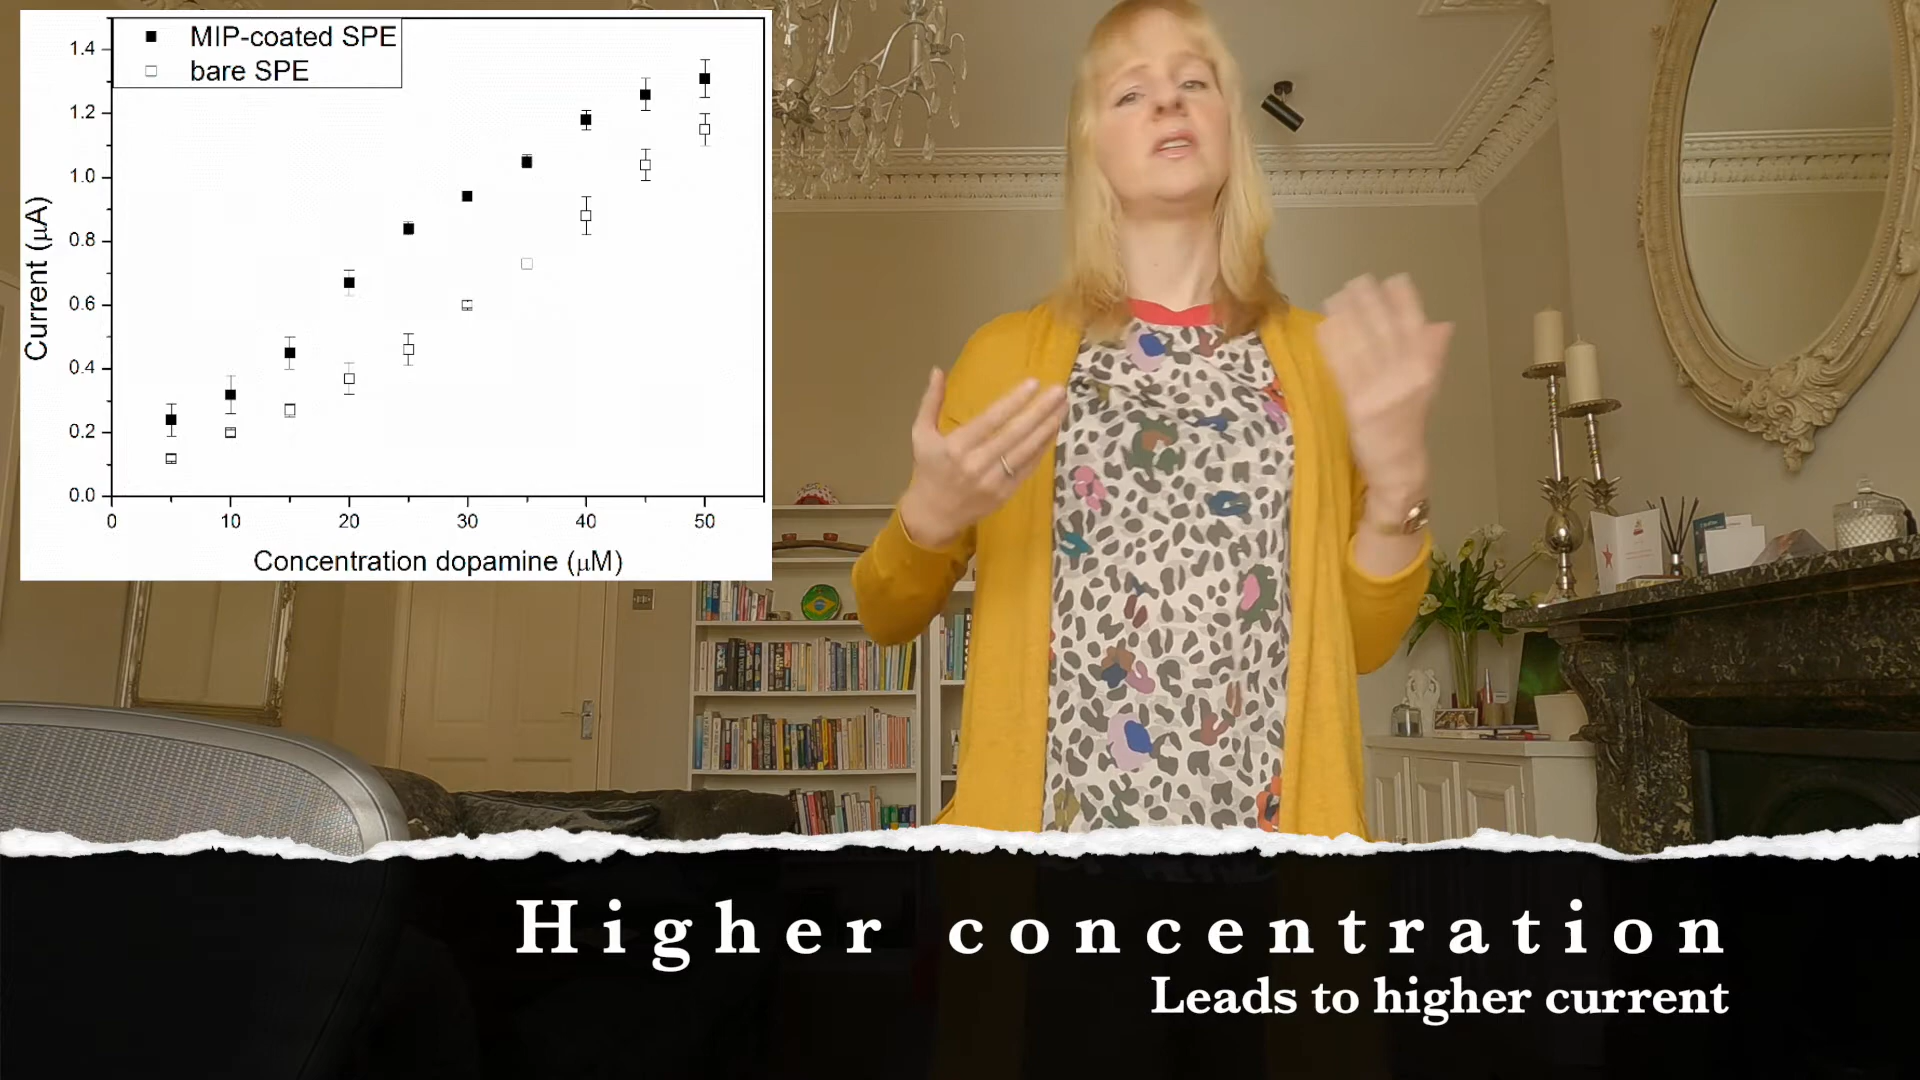 MIP-coated SPE
bare SPE
1.4
1.2
1.0
0.8
0.6
0.4
0.2
0.0
Current (μA)
0 10 20 30 40 50
Concentration dopamine (μM)
Higher concentration
Leads to higher current